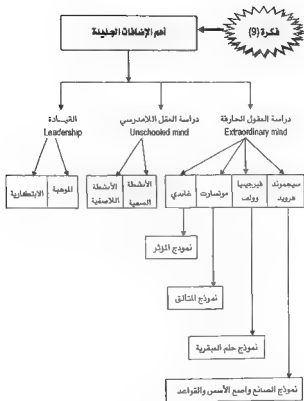 فكرة (9)
أهم الإضافات الجديدة
دراسة العقول الخارقة
Extraordinary mind
دراسة العقل اللامدرسي
Unschooled mind
القيادة
Leadership
سيجموند
فرويد
فيرجينيا
وولف
موتسارت
غاندي
الأنشطة
الصفية
الأنشطة
اللاصفية
الموهبة
الابتكارية
نموذج المؤثر
نموذج المتألق
نموذج حلم العبقرية
نموذج الصانع واضع الأسس والقواعد